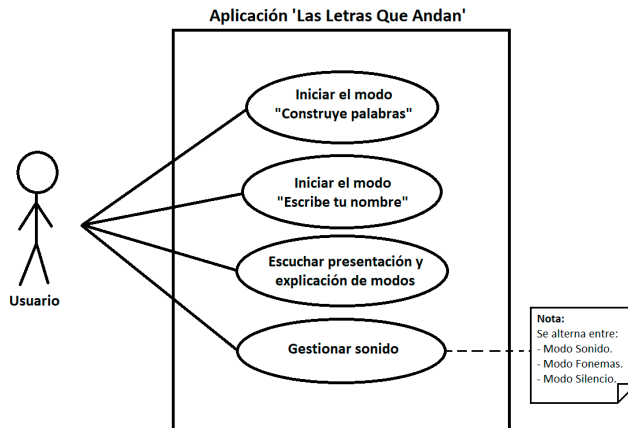 Aplicación 'Las Letras Que Andan'
Iniciar el modo
"Construye palabras"
Iniciar el modo
"Escribe tu nombre"
Escuchar presentación y
explicación de modos
Usuario
Gestionar sonido
Nota:
Se alterna entre:
- Modo Sonido.
- Modo Fonemas.
- Modo Silencio.